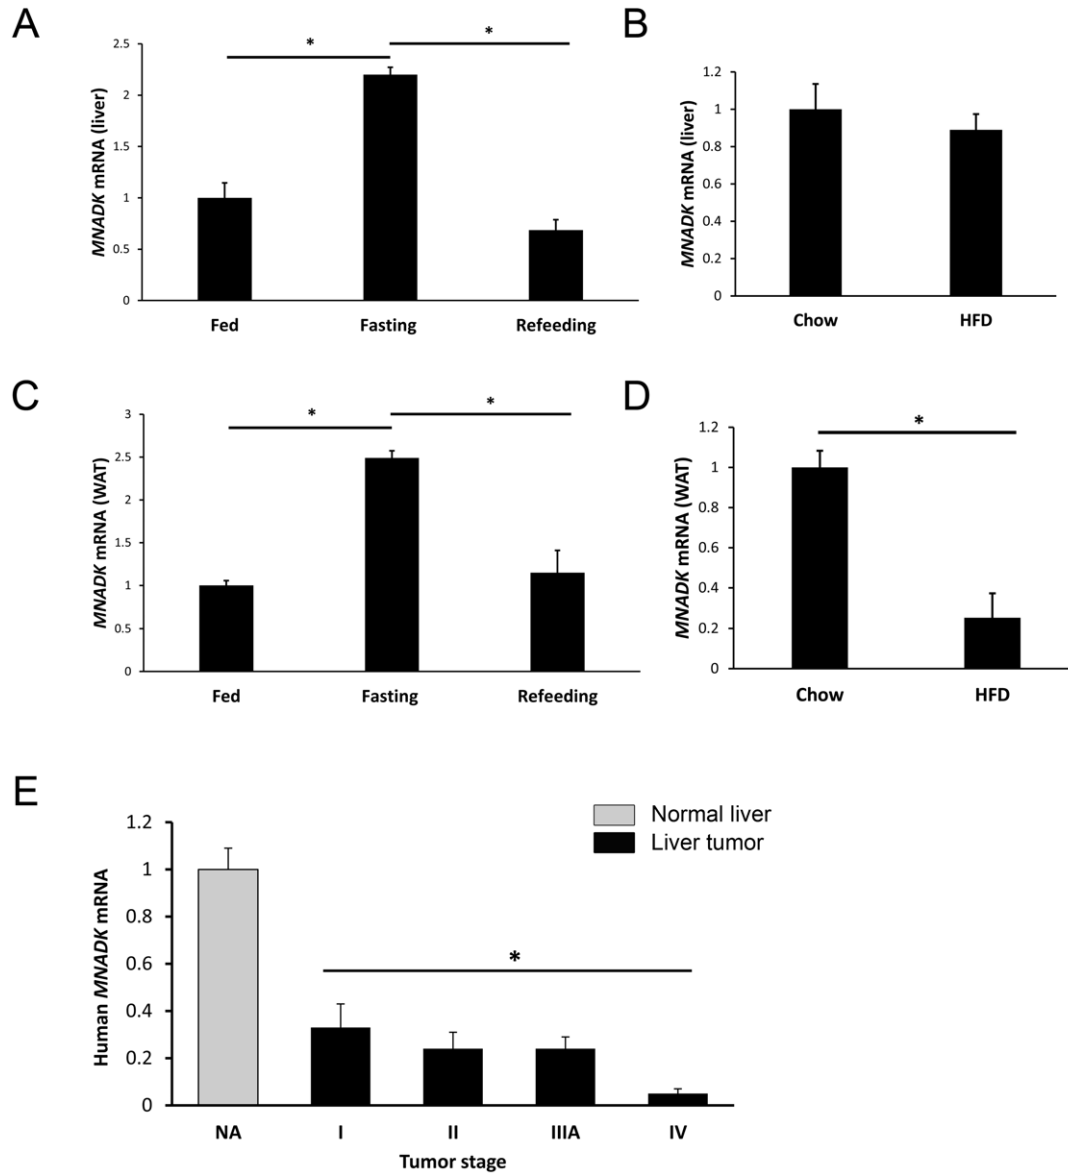 A
MNADK mRNA (liver)
2.5
2
1.5
1
0.5
0
*
*
Fed Fasting Refeeding
B
MNADK mRNA (liver)
1.2
1
0.8
0.6
0.4
0.2
0
Chow HFD
C
MNADK mRNA (WAT)
3
2.5
2
1.5
1
0.5
0
*
*
Fed Fasting Refeeding
D
MNADK mRNA (WAT)
1.2
1
0.8
0.6
0.4
0.2
0
*
Chow HFD
E
Human MNADK mRNA
1.2
1
0.8
0.6
0.4
0.2
0
Normal liver
Liver tumor
*
NA I II IIIA IV
Tumor stage